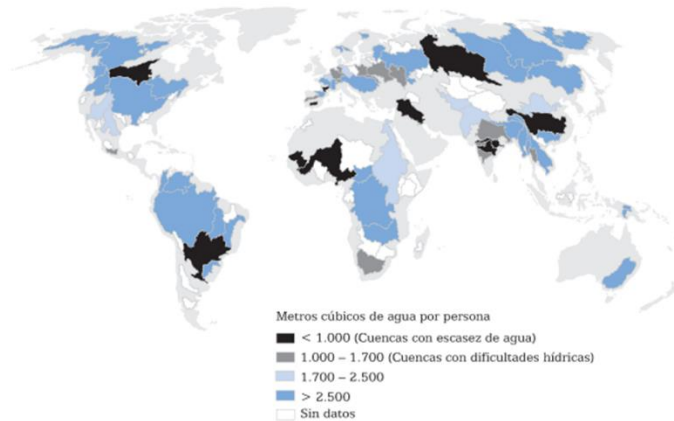 Metros cúbicos de agua por persona
< 1.000 (Cuencas con escasez de agua)
1.000 – 1.700 (Cuencas con dificultades hídricas)
1.700 – 2.500
> 2.500
Sin datos